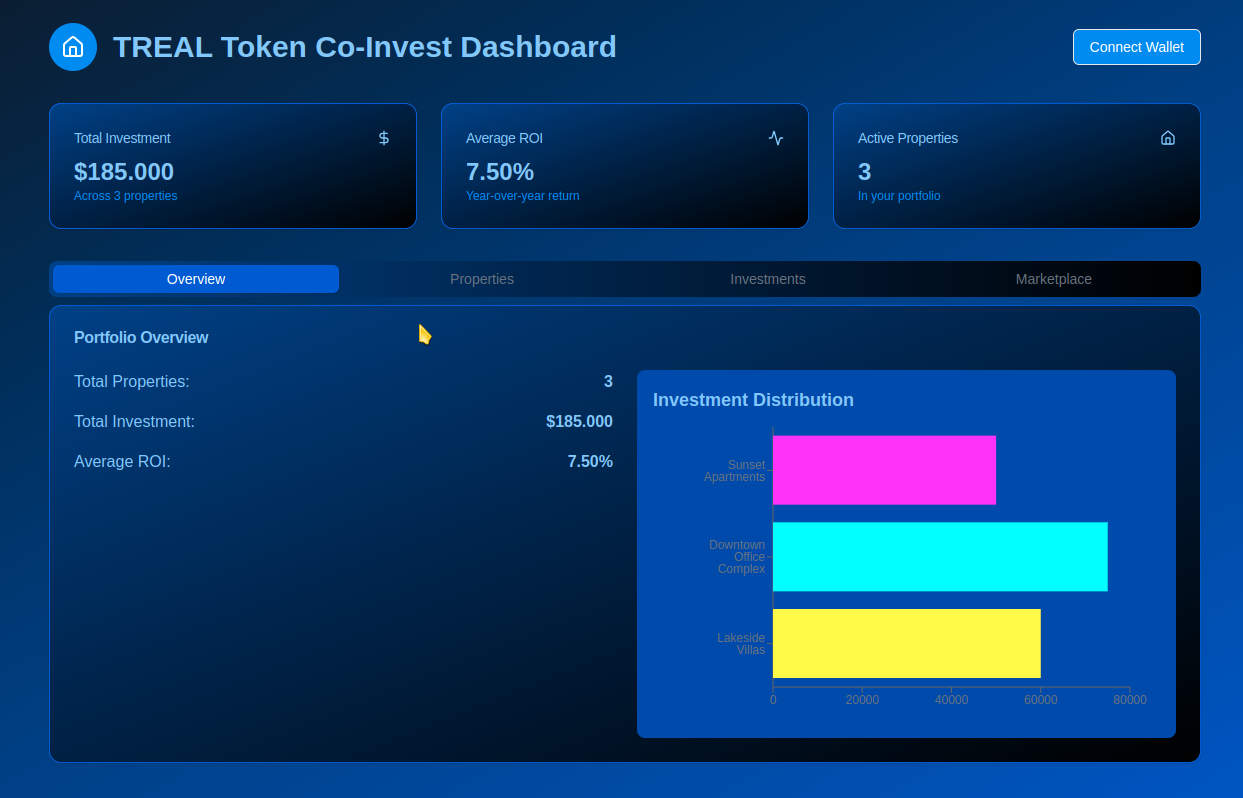 TREAL Token Co-Invest Dashboard
Connect Wallet
Total Investment
$185.000
Across 3 properties
Average ROI
7.50%
Year-over-year return
Active Properties
3
In your portfolio
Overview
Properties
Investments
Marketplace
Portfolio Overview
Total Properties:
3
Total Investment:
$185.000
Average ROI:
7.50%
Investment Distribution
Sunset
Apartments
Downtown
Office
Complex
Lakeside
Villas
0
20000
40000
60000
80000